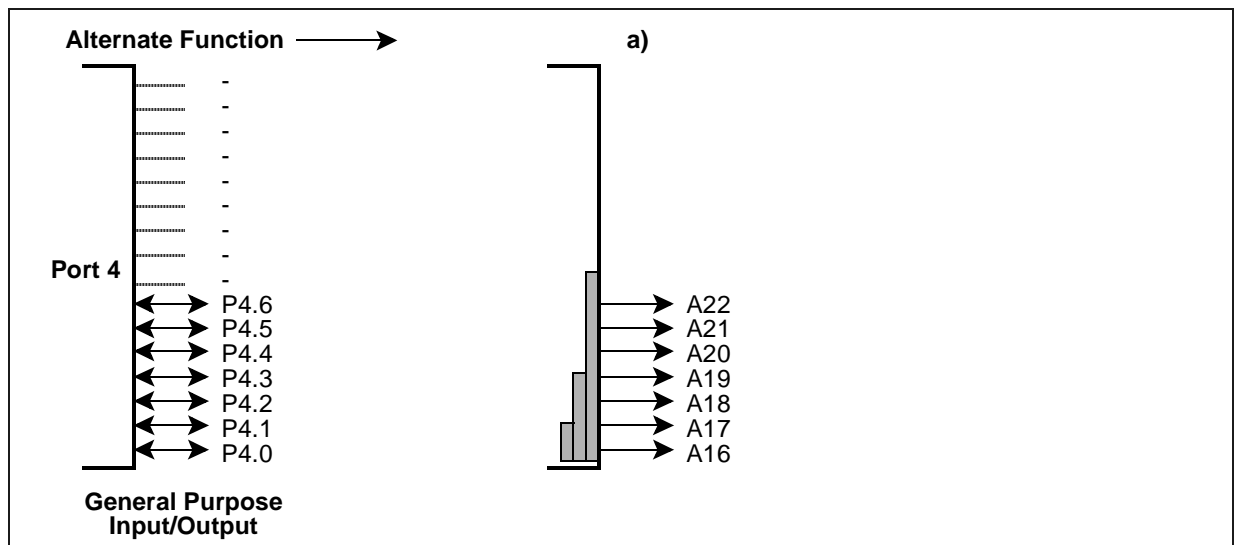 Alternate Function
a)
-
-
-
-
-
-
-
-
-
Port 4
P4.6
P4.5
P4.4
P4.3
P4.2
P4.1
P4.0
A22
A21
A20
A19
A18
A17
A16
General Purpose
Input/Output